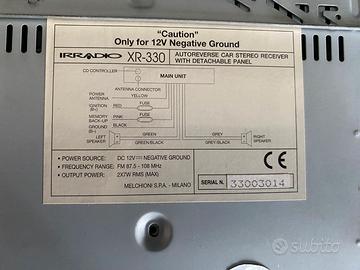 "Caution"
Only for 12V Negative Ground
IRRADIO XR-330
AUTOREVERSE CAR STEREO RECEIVER
WITH DETACHABLE PANEL
CD CONTROLLER
MAIN UNIT
ANTENNA CONNECTOR
POWER ANTENNA
YELLOW
IGNITION (B+)
RED
FUSE
MEMORY BACK-UP
PINK
FUSE
GROUND (B-)
BLACK
LEFT SPEAKER
GREEN
GREY
RIGHT SPEAKER
GREEN/BLACK
GREY/BLACK
• POWER SOURCE: DC 12V NEGATIVE GROUND
• FREQUENCY RANGE: FM 87.5 - 108 MHz
• OUTPUT POWER: 2X7W RMS (MAX)
MELCHIONI S.P.A. - MILANO
CE
SERIAL N. 33003014
subito